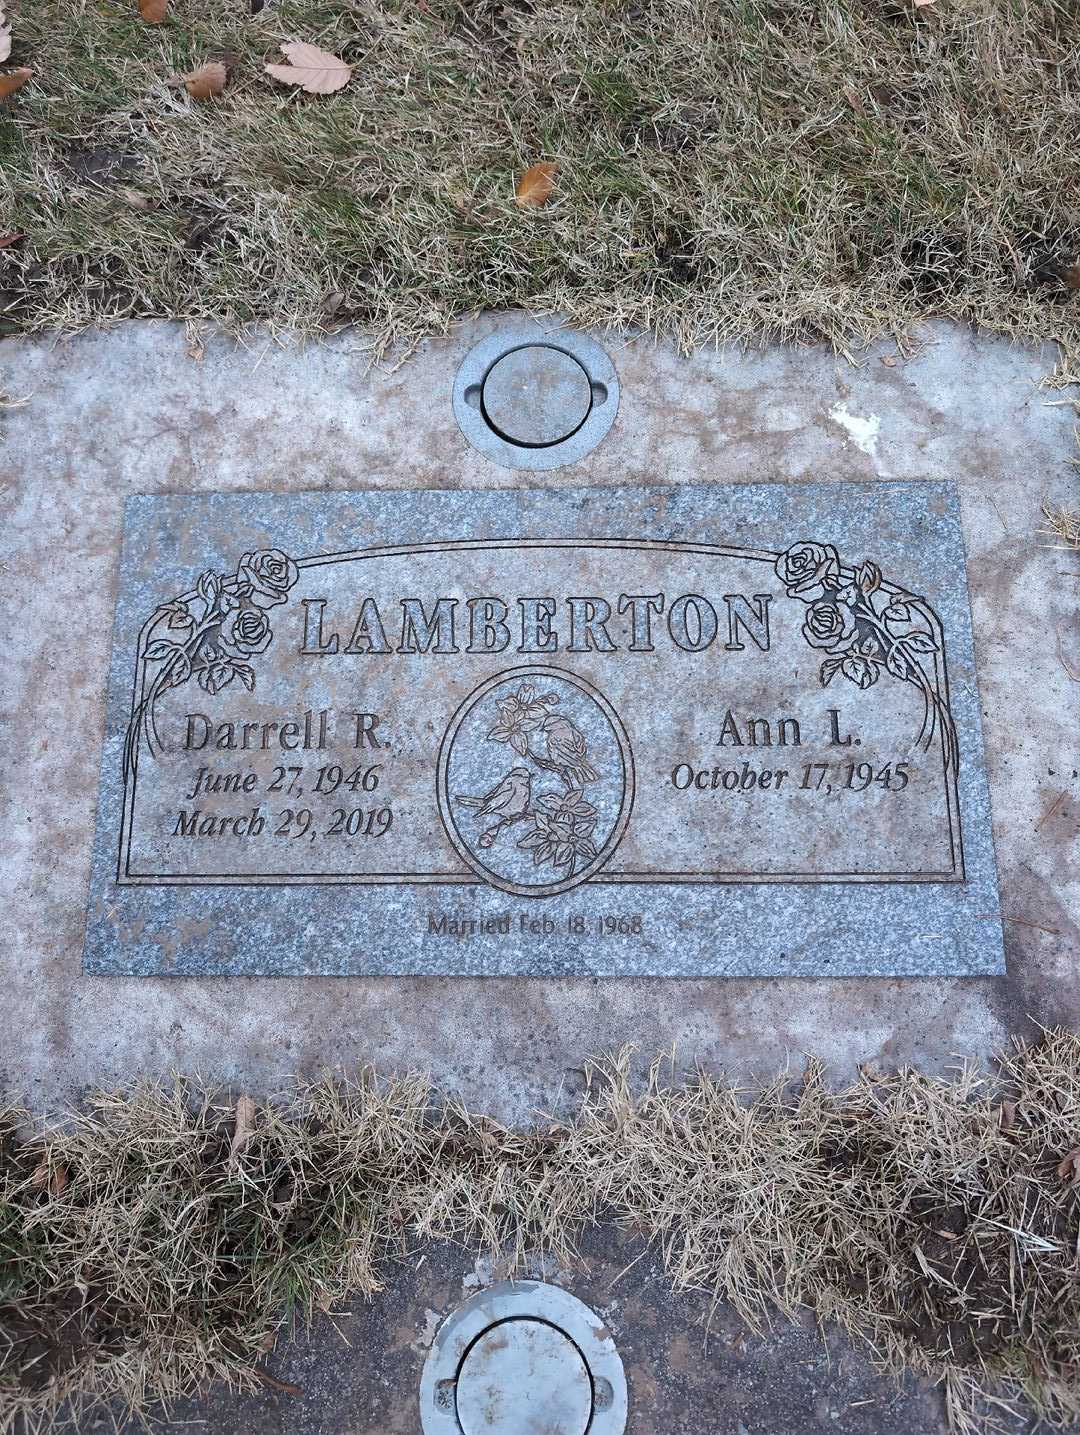 LAMBERTON
Darrell R.
June 27, 1946
March 29, 2019
Ann L.
October 17, 1945
Married Feb. 18, 1968